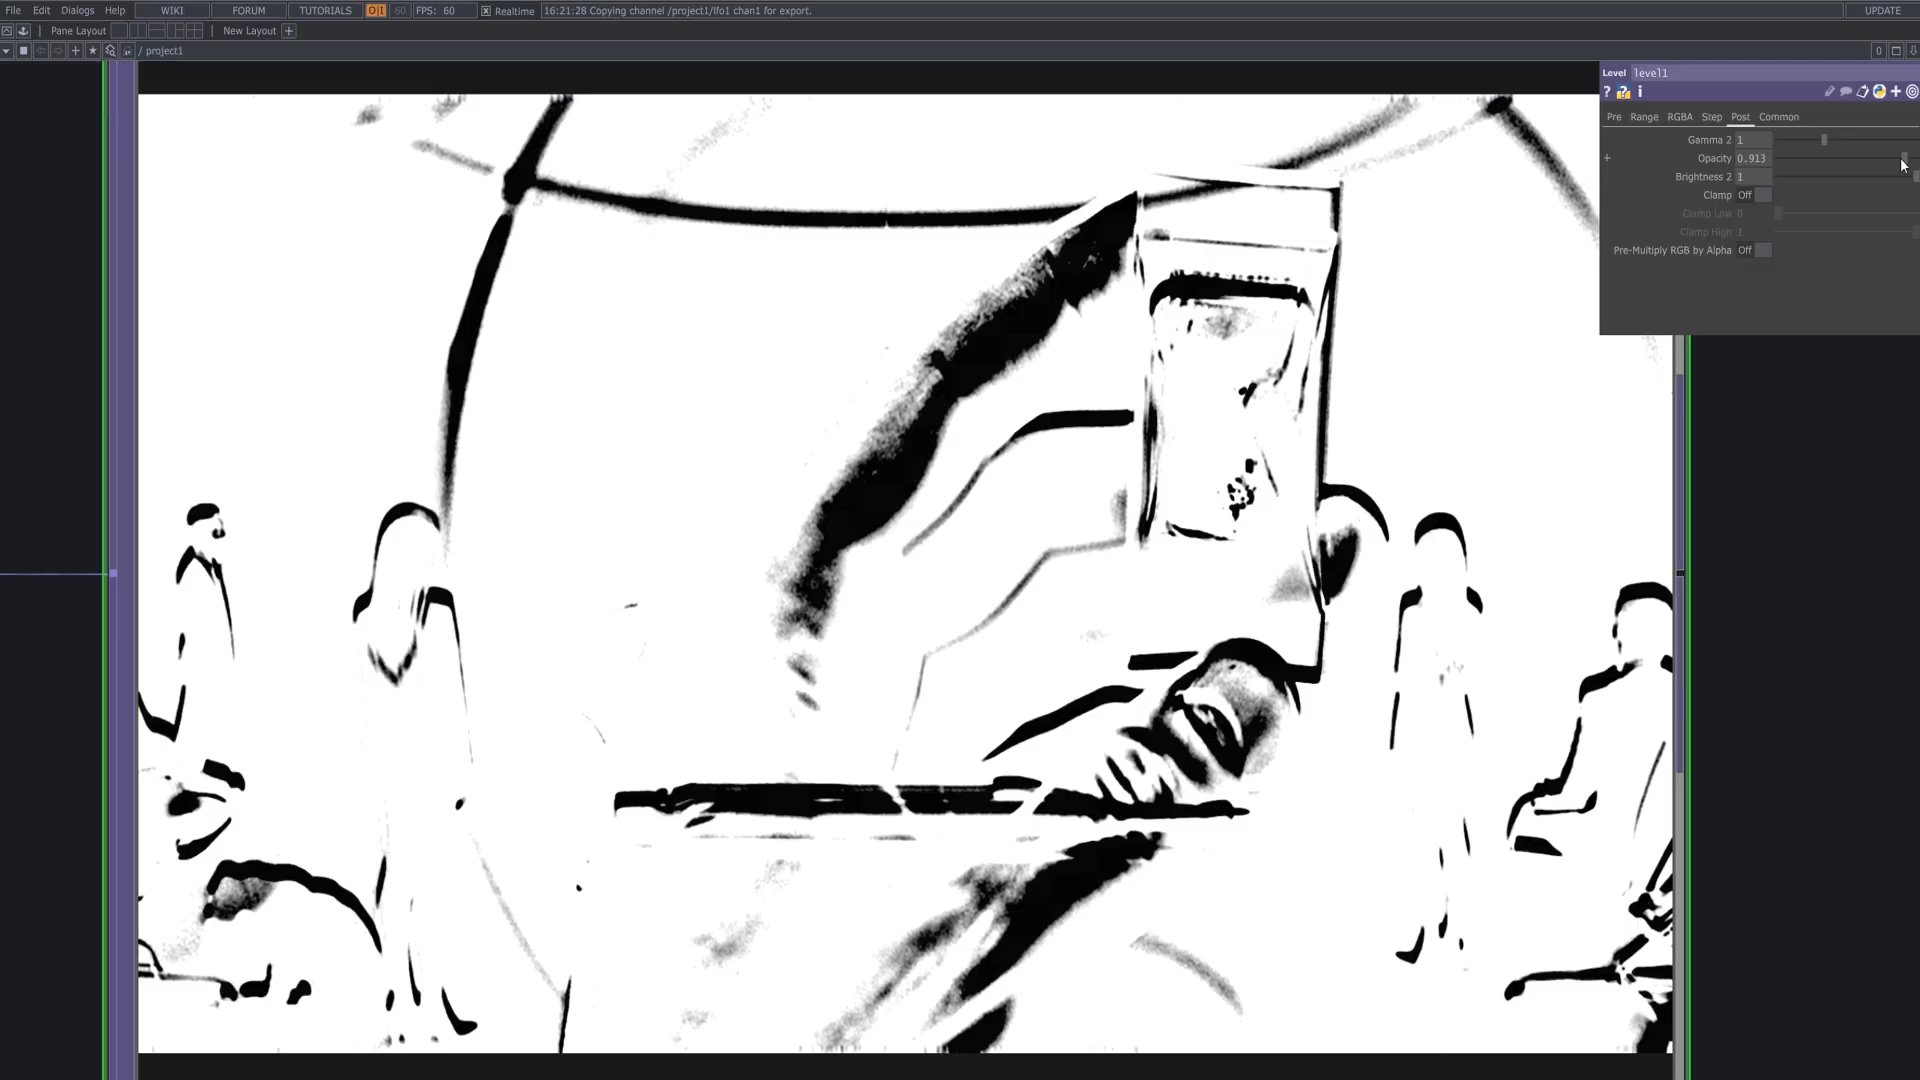 File Edit Dialogs Help WIKI FORUM TUTORIALS O|I 60 FPS: 60 Realtime 16:21:28 Copying channel /project1/lfo1 chan1 for export. UPDATE
Pane Layout New Layout +
/ project1 0
Level level1
? ? i
Pre Range RGBA Step Post Common
Gamma 2 1
+ Opacity 0.913
Brightness 2 1
Clamp Off
Clamp Low 0
Clamp High 1
Pre-Multiply RGB by Alpha Off